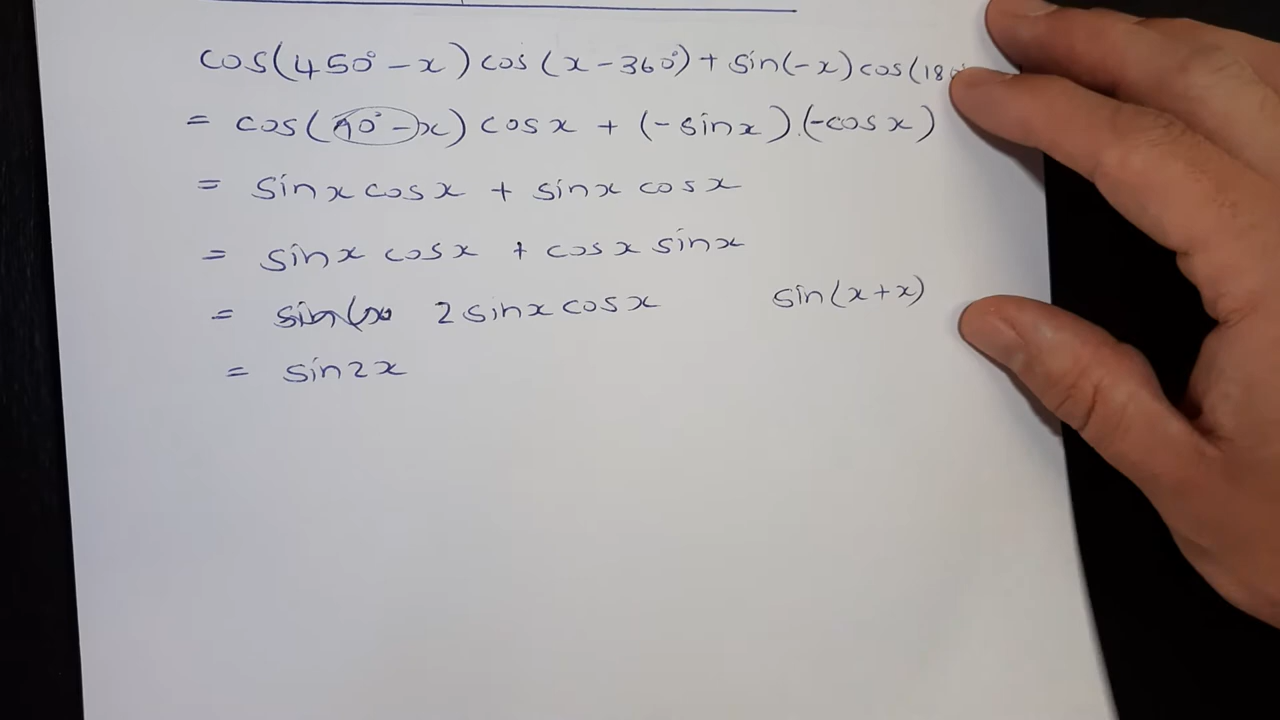 cos(450° - x) cos(x - 360°) + sin(-x) cos(18
= cos(90° - x) cos x + (-sin x).(-cos x)
= sin x cos x + sin x cos x
= sin x cos x + cos x sin x
= sin(x 2 sin x cos x sin(x+x)
= sin 2x